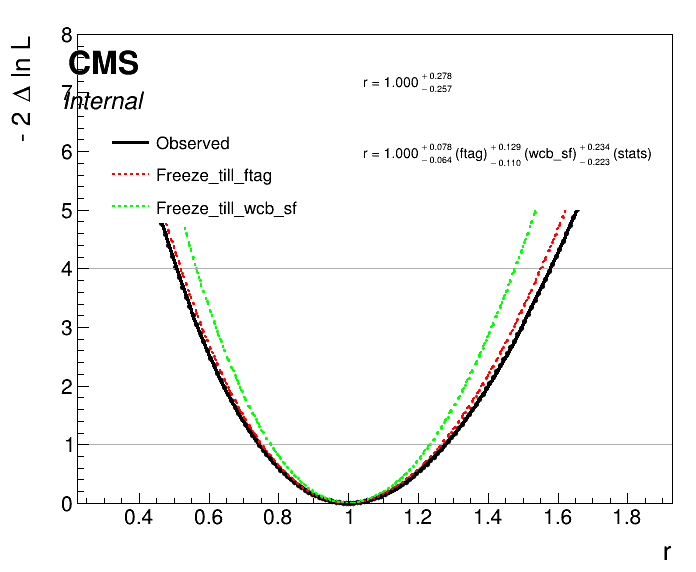 - 2 Δ ln L
8
CMS
7
Internal
r = 1.000 + 0.278 - 0.257
6
r = 1.000 + 0.078 - 0.064 (ftag) + 0.129 - 0.110 (wcb_sf) + 0.234 - 0.223 (stats)
Observed
Freeze_till_ftag
Freeze_till_wcb_sf
5
4
3
2
1
0
0.4 0.6 0.8 1 1.2 1.4 1.6 1.8
r